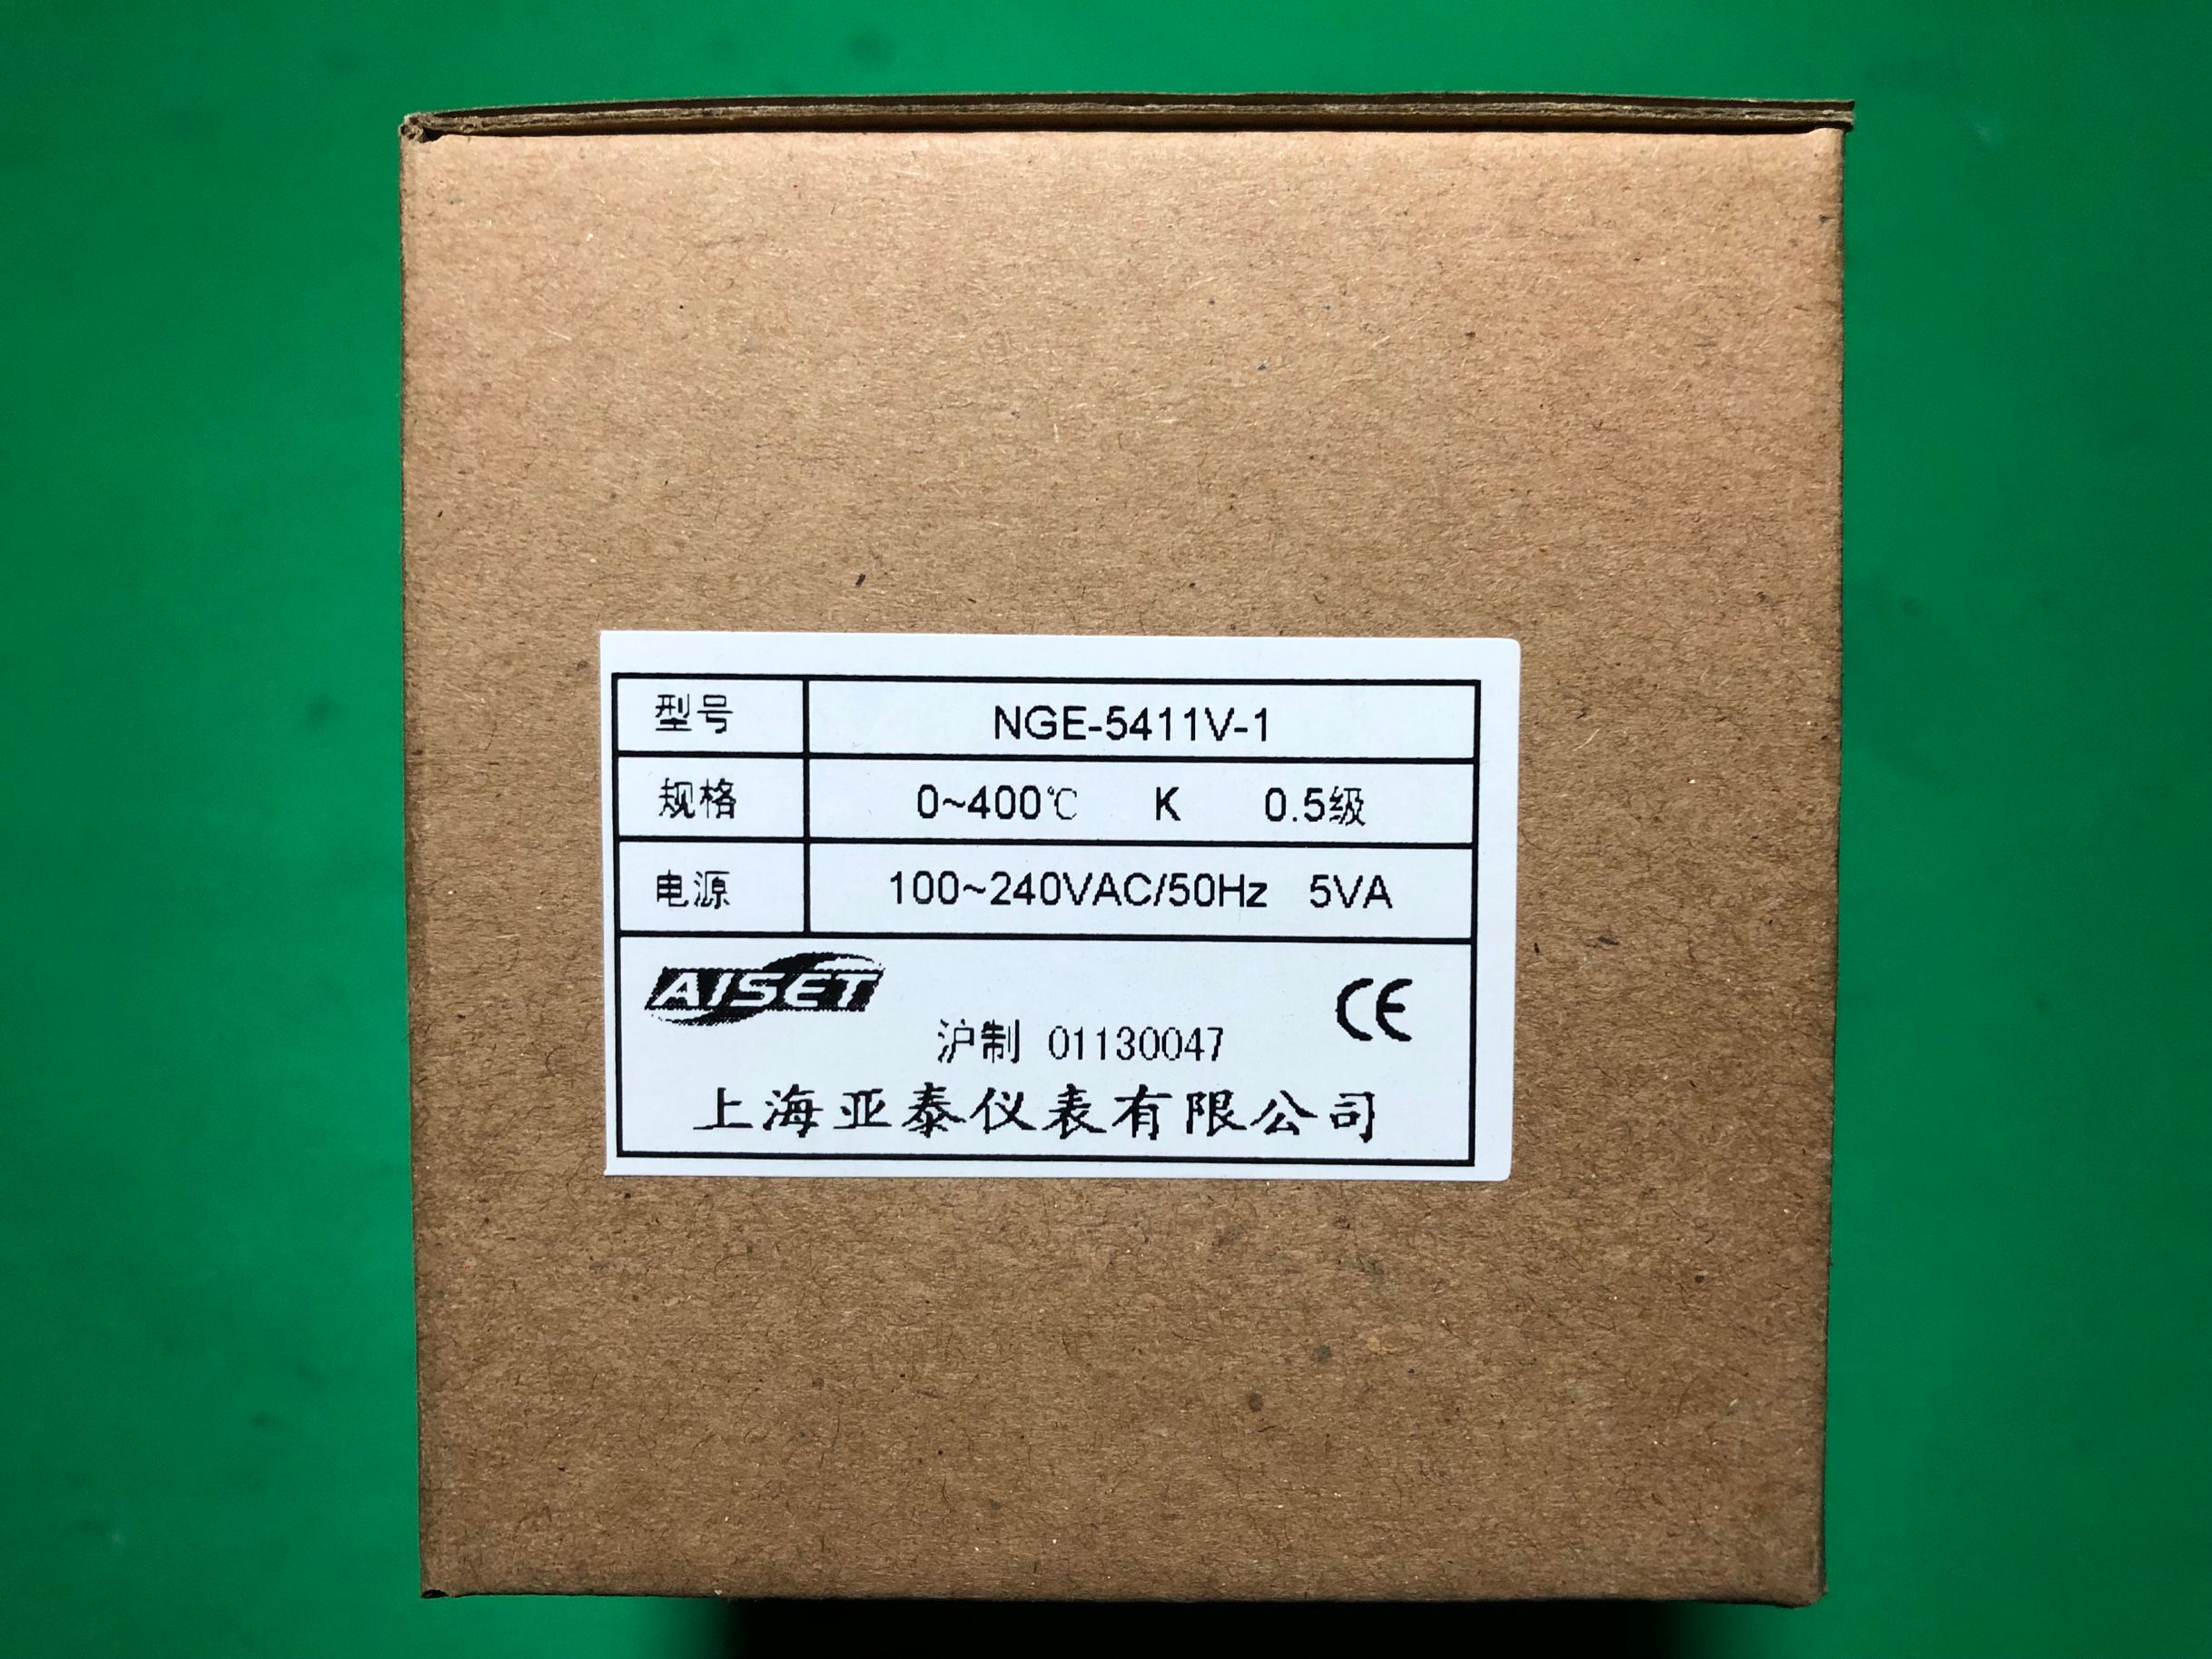 型号 NGE-5411V-1
规格 0~400℃ K 0.5级
电源 100~240VAC/50Hz 5VA
AISET
CE
沪制 01130047
上海亚泰仪表有限公司